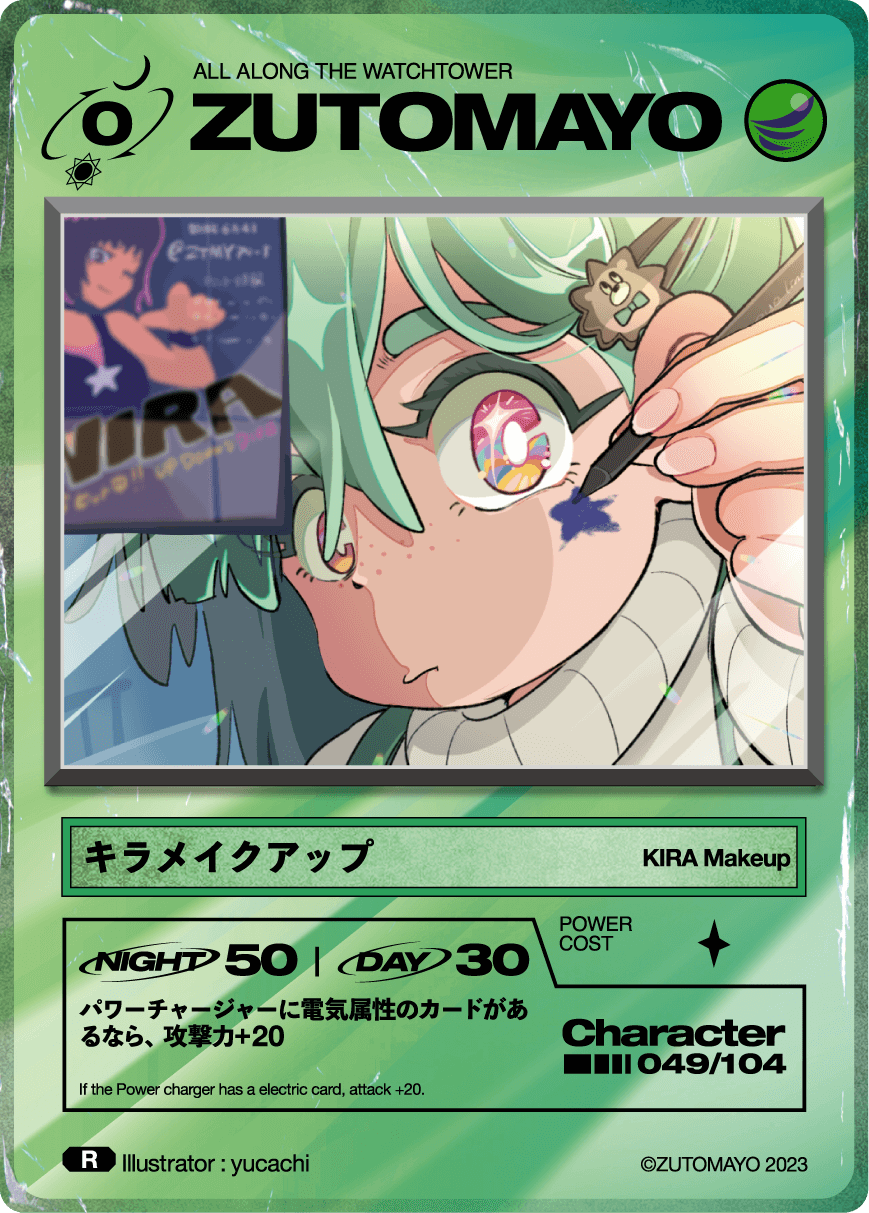 ALL ALONG THE WATCHTOWER
ZUTOMAYO
KIRA
キラメイクアップ
KIRA Makeup
NIGHT 50 | DAY 30
POWER
COST
パワーチャージャーに電気属性のカードがあ
るなら、攻撃力+20
If the Power charger has a electric card, attack +20.
Character
049/104
R Illustrator : yucachi
©ZUTOMAYO 2023